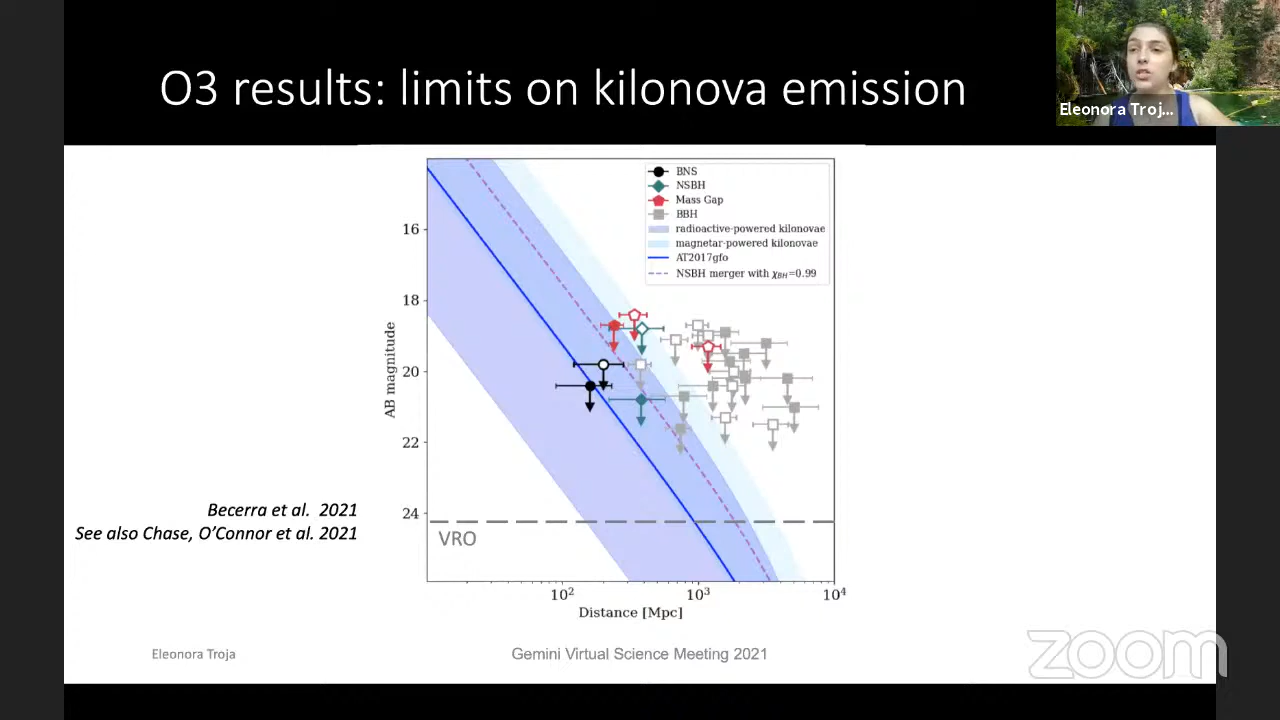 O3 results: limits on kilonova emission
Eleonora Troj...
BNS
NSBH
Mass Gap
BBH
radioactive-powered kilonovae
magnetar-powered kilonovae
AT2017gfo
NSBH merger with χBH=0.99
16
18
20
22
24
AB magnitude
VRO
10²
10³
10⁴
Distance [Mpc]
Becerra et al. 2021
See also Chase, O’Connor et al. 2021
Eleonora Troja
Gemini Virtual Science Meeting 2021
zoom